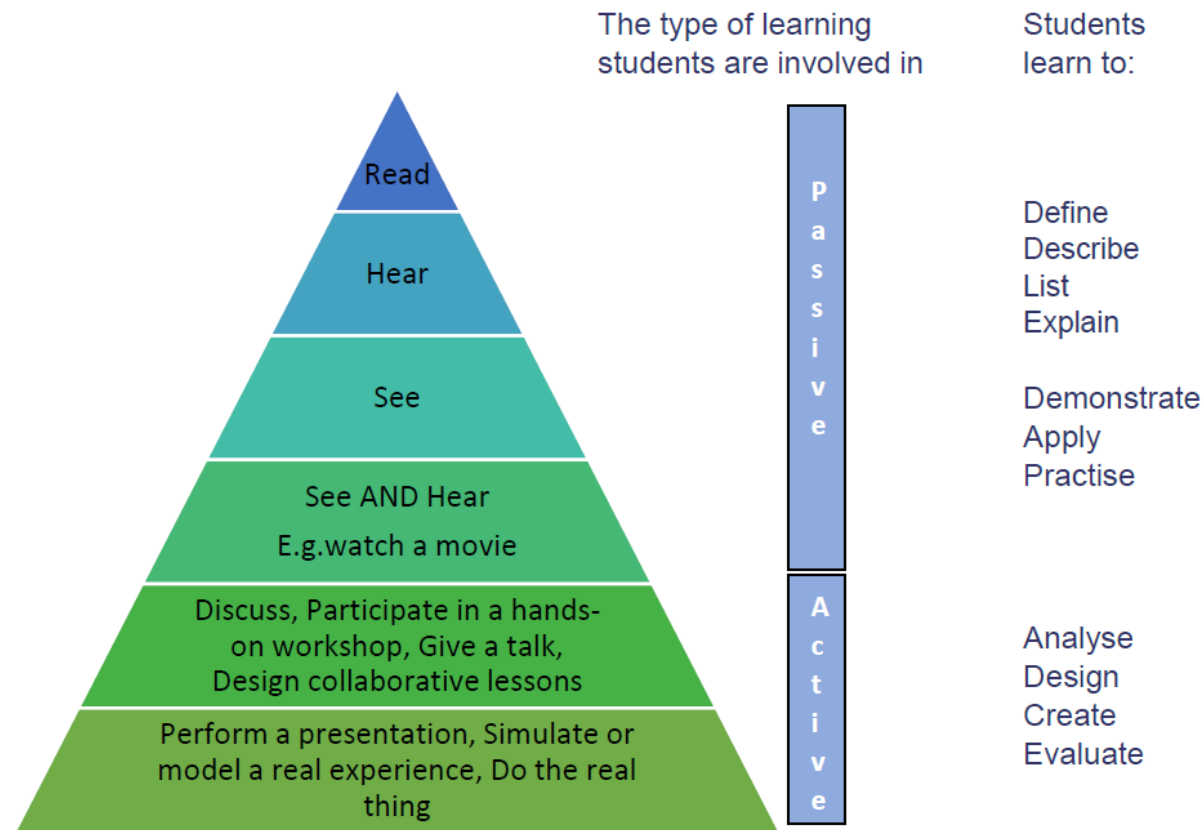 The type of learning
students are involved in
Students
learn to:
Read
Hear
See
See AND Hear
E.g.watch a movie
Discuss, Participate in a hands-
on workshop, Give a talk,
Design collaborative lessons
Perform a presentation, Simulate or
model a real experience, Do the real
thing
Passive
Active
Define
Describe
List
Explain
Demonstrate
Apply
Practise
Analyse
Design
Create
Evaluate